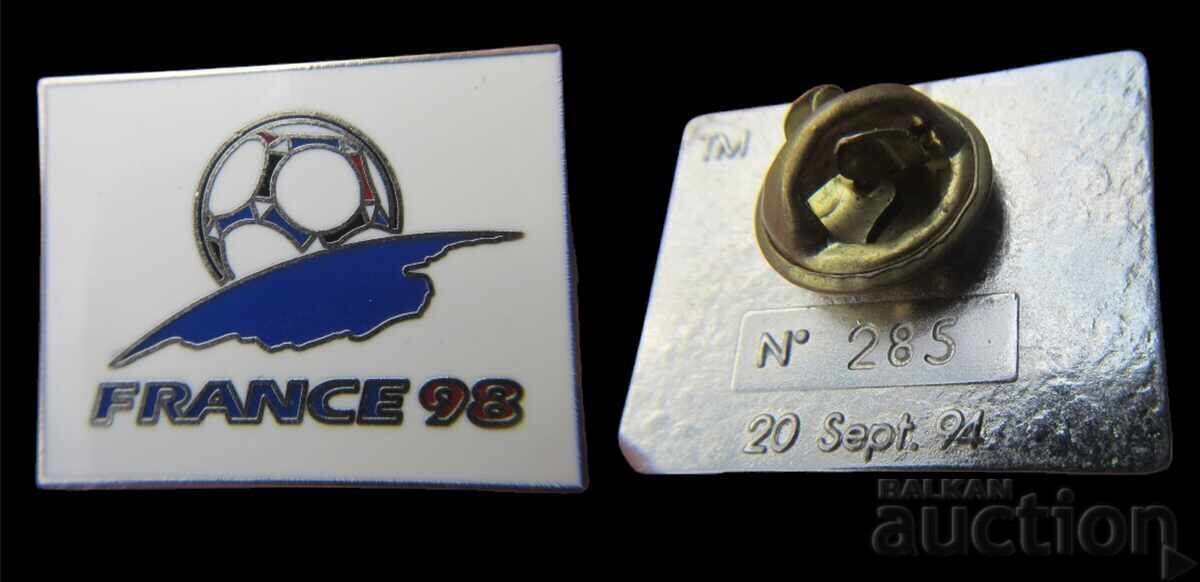 FRANCE 98
TM
N° 285
20 Sept. 94
BALKAN
auction